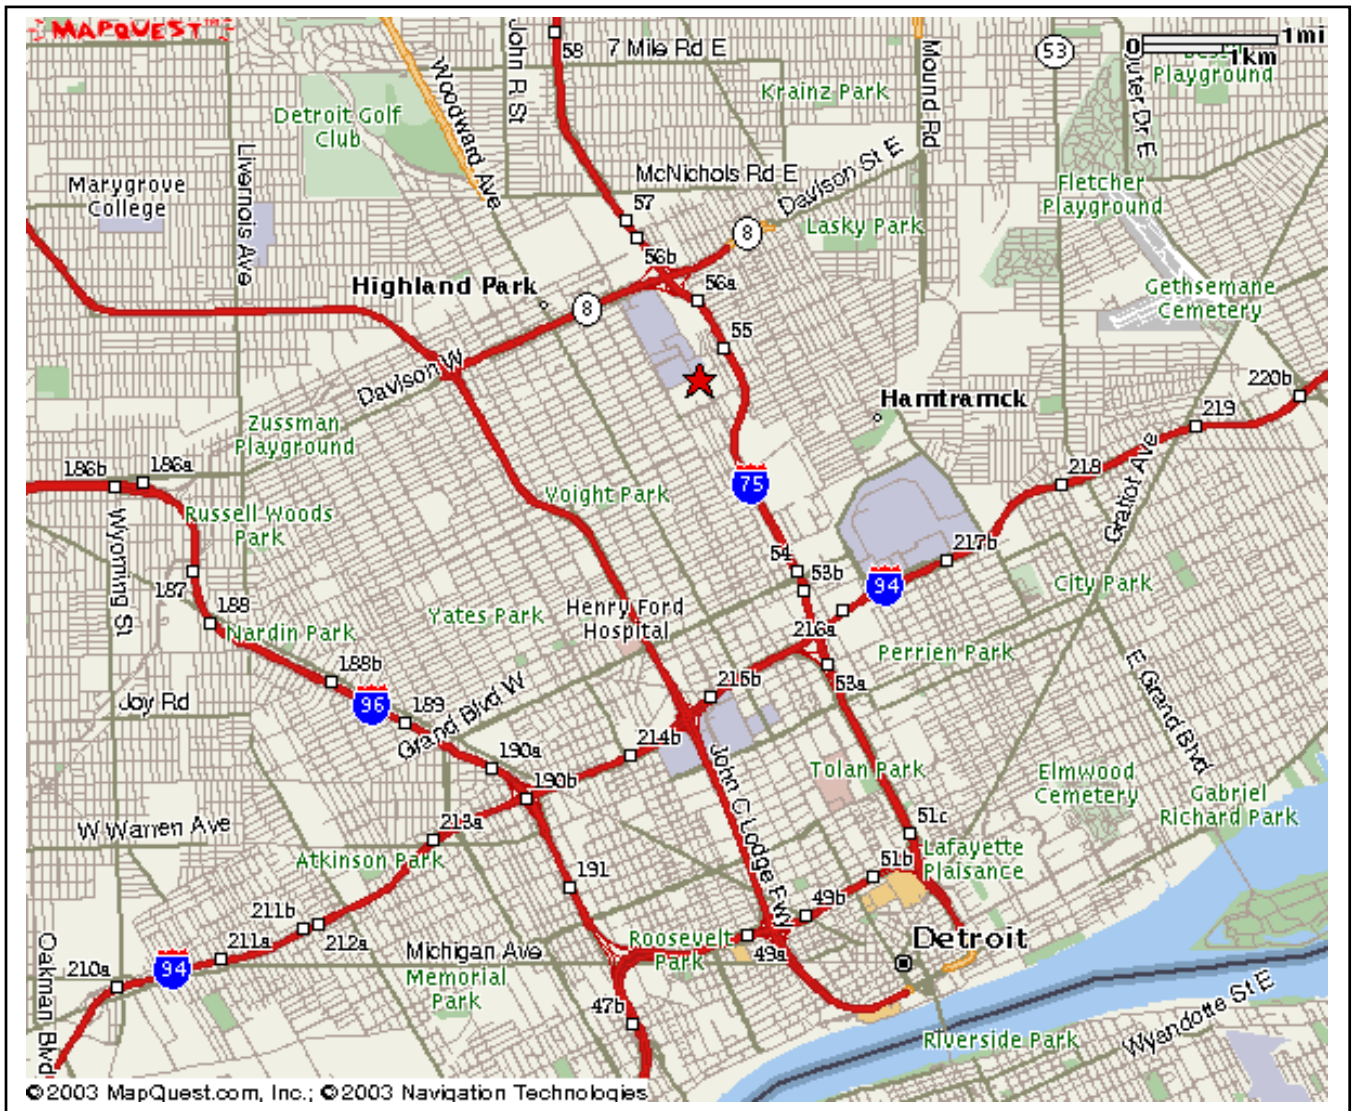 MAPQUEST
58
7 Mile Rd E
53
0
1mi
1km
Playground
John R St
Woodward Ave
Mound Rd
Outer Dr E
Krainz Park
Detroit Golf
Club
Livernois Ave
McNichols Rd E
Davison St E
Marygrove
College
Fletcher
Playground
57
8
Lasky Park
56b
Highland Park
56a
8
Gethsemane
Cemetery
55
Davison W
220b
Hamtramck
219
Zussman
Playground
186b
186a
218
Gratiot Ave
75
Voight Park
Russell Woods
Park
Wyoming St
54
217b
53b
94
187
188
City Park
Yates Park
Henry Ford
Hospital
Nardin Park
216a
Perrien Park
188b
215b
53a
E Grand Blvd
Joy Rd
96
189
Grand Blvd W
214b
190a
John C Lodge Fwy
Tolan Park
Elmwood
Cemetery
190b
Gabriel
Richard Park
W Warren Ave
213a
51c
Atkinson Park
51b
Lafayette
Plaisance
191
49b
211b
Oakman Blvd
211a
212a
Michigan Ave
Roosevelt
Park
49a
Detroit
210a
94
Memorial
Park
47b
Wyandotte St E
Riverside Park
©2003 MapQuest.com, Inc.; ©2003 Navigation Technologies